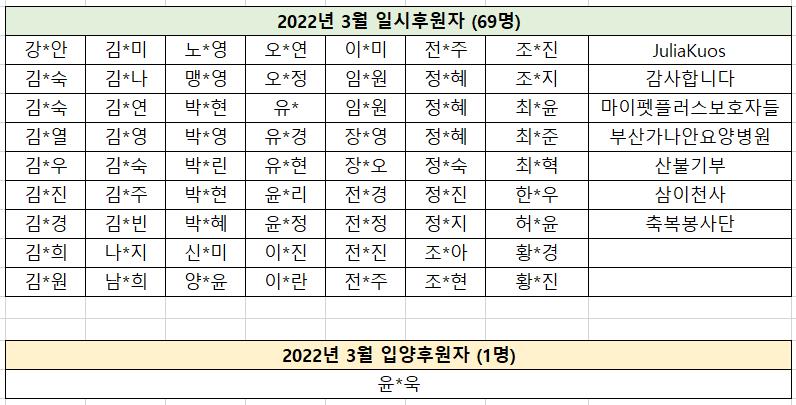 2022년 3월 일시후원자 (69명)
강*안 김*미 노*영 오*연 이*미 전*주 조*진 JuliaKuos
김*숙 김*나 맹*영 오*정 임*원 정*혜 조*지 감사합니다
김*숙 김*연 박*현 유* 임*원 정*혜 최*윤 마이펫플러스보호자들
김*열 김*영 박*영 유*경 장*영 정*혜 최*준 부산가나안요양병원
김*우 김*숙 박*린 유*현 장*오 정*숙 최*혁 산불기부
김*진 김*주 박*현 윤*리 전*경 정*진 한*우 삼이천사
김*경 김*빈 박*혜 윤*정 전*정 정*지 허*윤 축복봉사단
김*희 나*지 신*미 이*진 전*진 조*아 황*경
김*원 남*희 양*윤 이*란 전*주 조*현 황*진
2022년 3월 입양후원자 (1명)
윤*욱